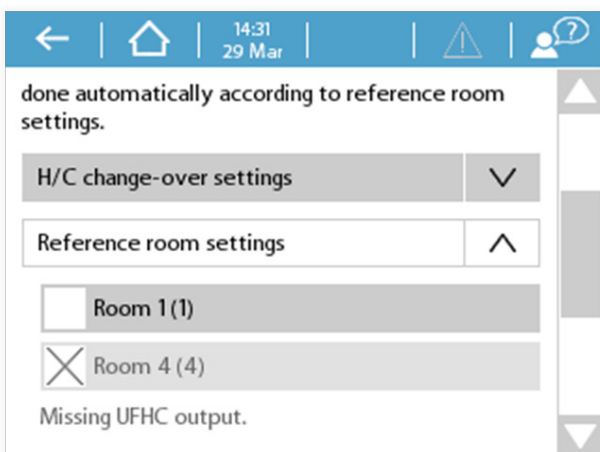 14:31
29 Mar
?
done automatically according to reference room
settings.
H/C change-over settings
Reference room settings
Room 1 (1)
Room 4 (4)
Missing UFHC output.